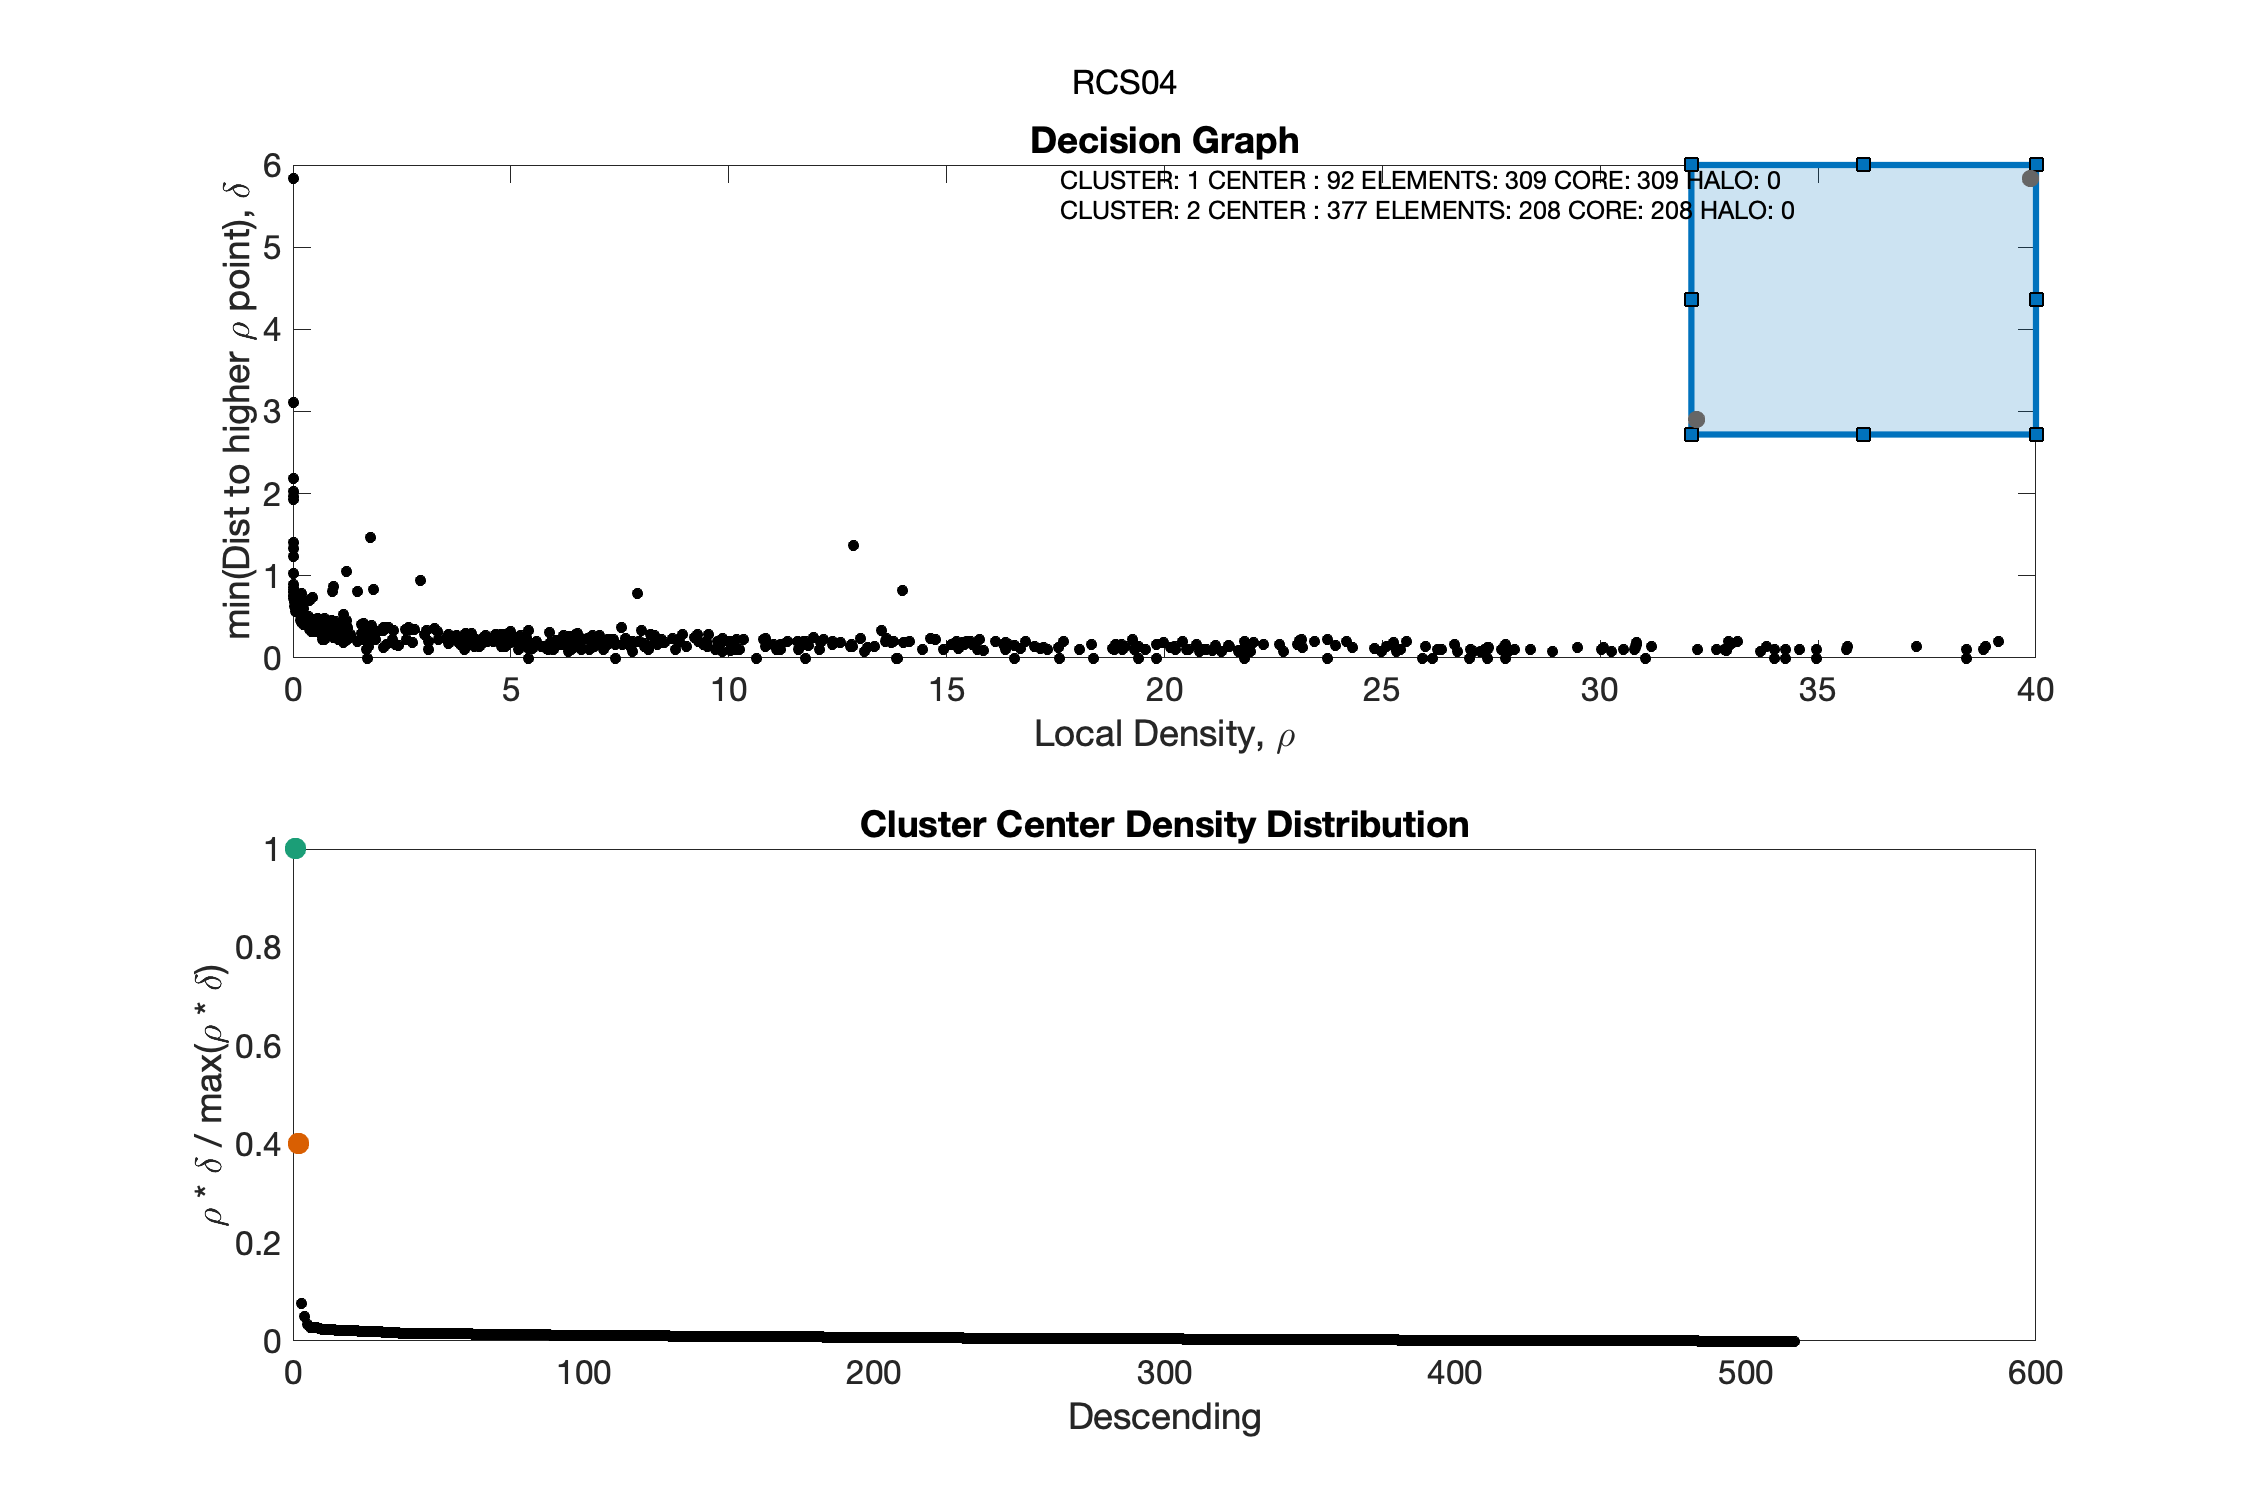 RCS04
Decision Graph
CLUSTER: 1 CENTER : 92 ELEMENTS: 309 CORE: 309 HALO: 0
CLUSTER: 2 CENTER : 377 ELEMENTS: 208 CORE: 208 HALO: 0
min(Dist to higher ρ point), δ
6
5
4
3
2
1
0
0 5 10 15 20 25 30 35 40
Local Density, ρ
Cluster Center Density Distribution
ρ * δ / max(ρ * δ)
1
0.8
0.6
0.4
0.2
0
0 100 200 300 400 500 600
Descending